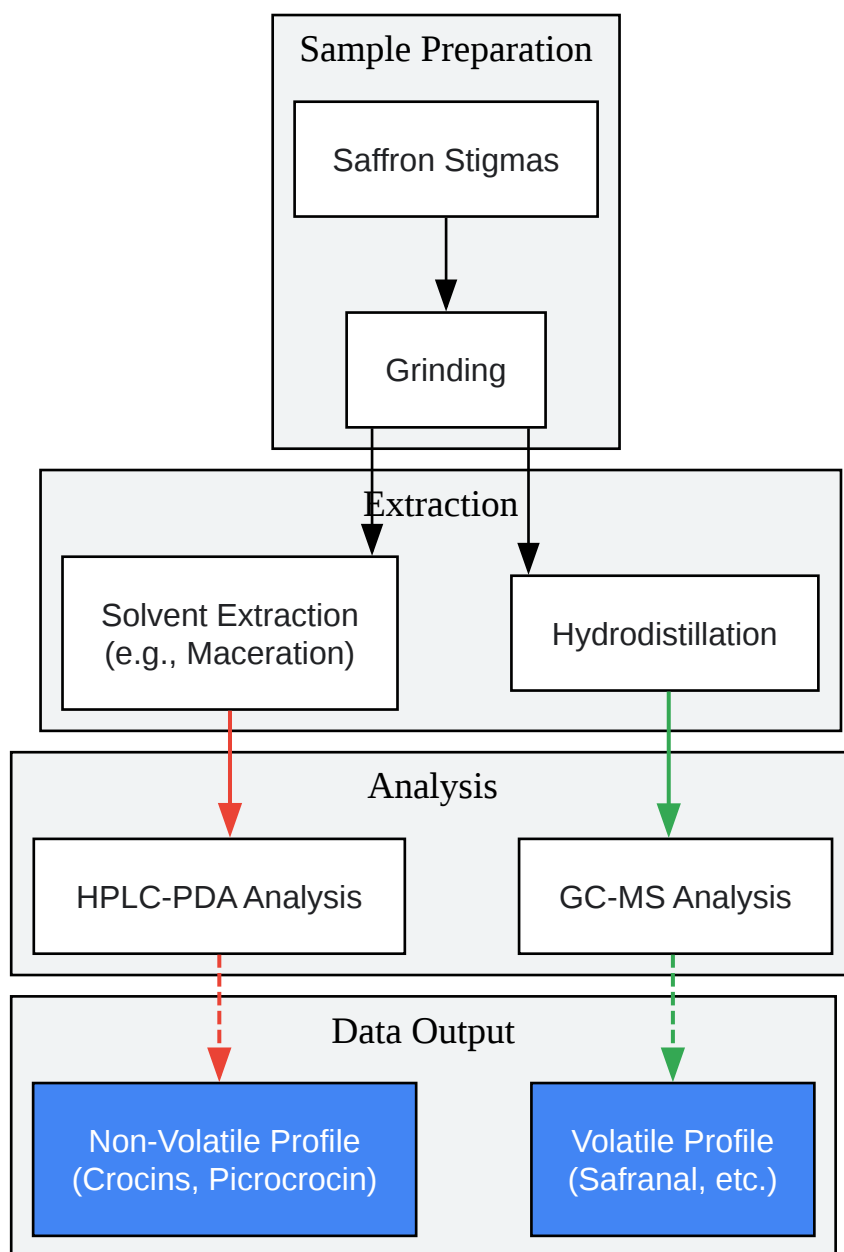 Sample Preparation
Saffron Stigmas
Grinding
Extraction
Solvent Extraction
(e.g., Maceration)
Hydrodistillation
Analysis
HPLC-PDA Analysis
GC-MS Analysis
Data Output
Non-Volatile Profile
(Crocins, Picrocrocin)
Volatile Profile
(Safranal, etc.)